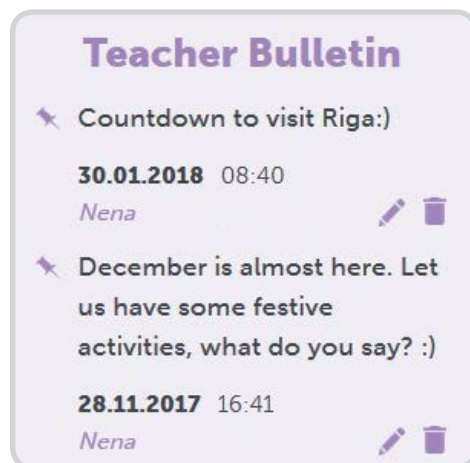 Teacher Bulletin
Countdown to visit Riga:)
30.01.2018 08:40
Nena
December is almost here. Let
us have some festive
activities, what do you say? :)
28.11.2017 16:41
Nena